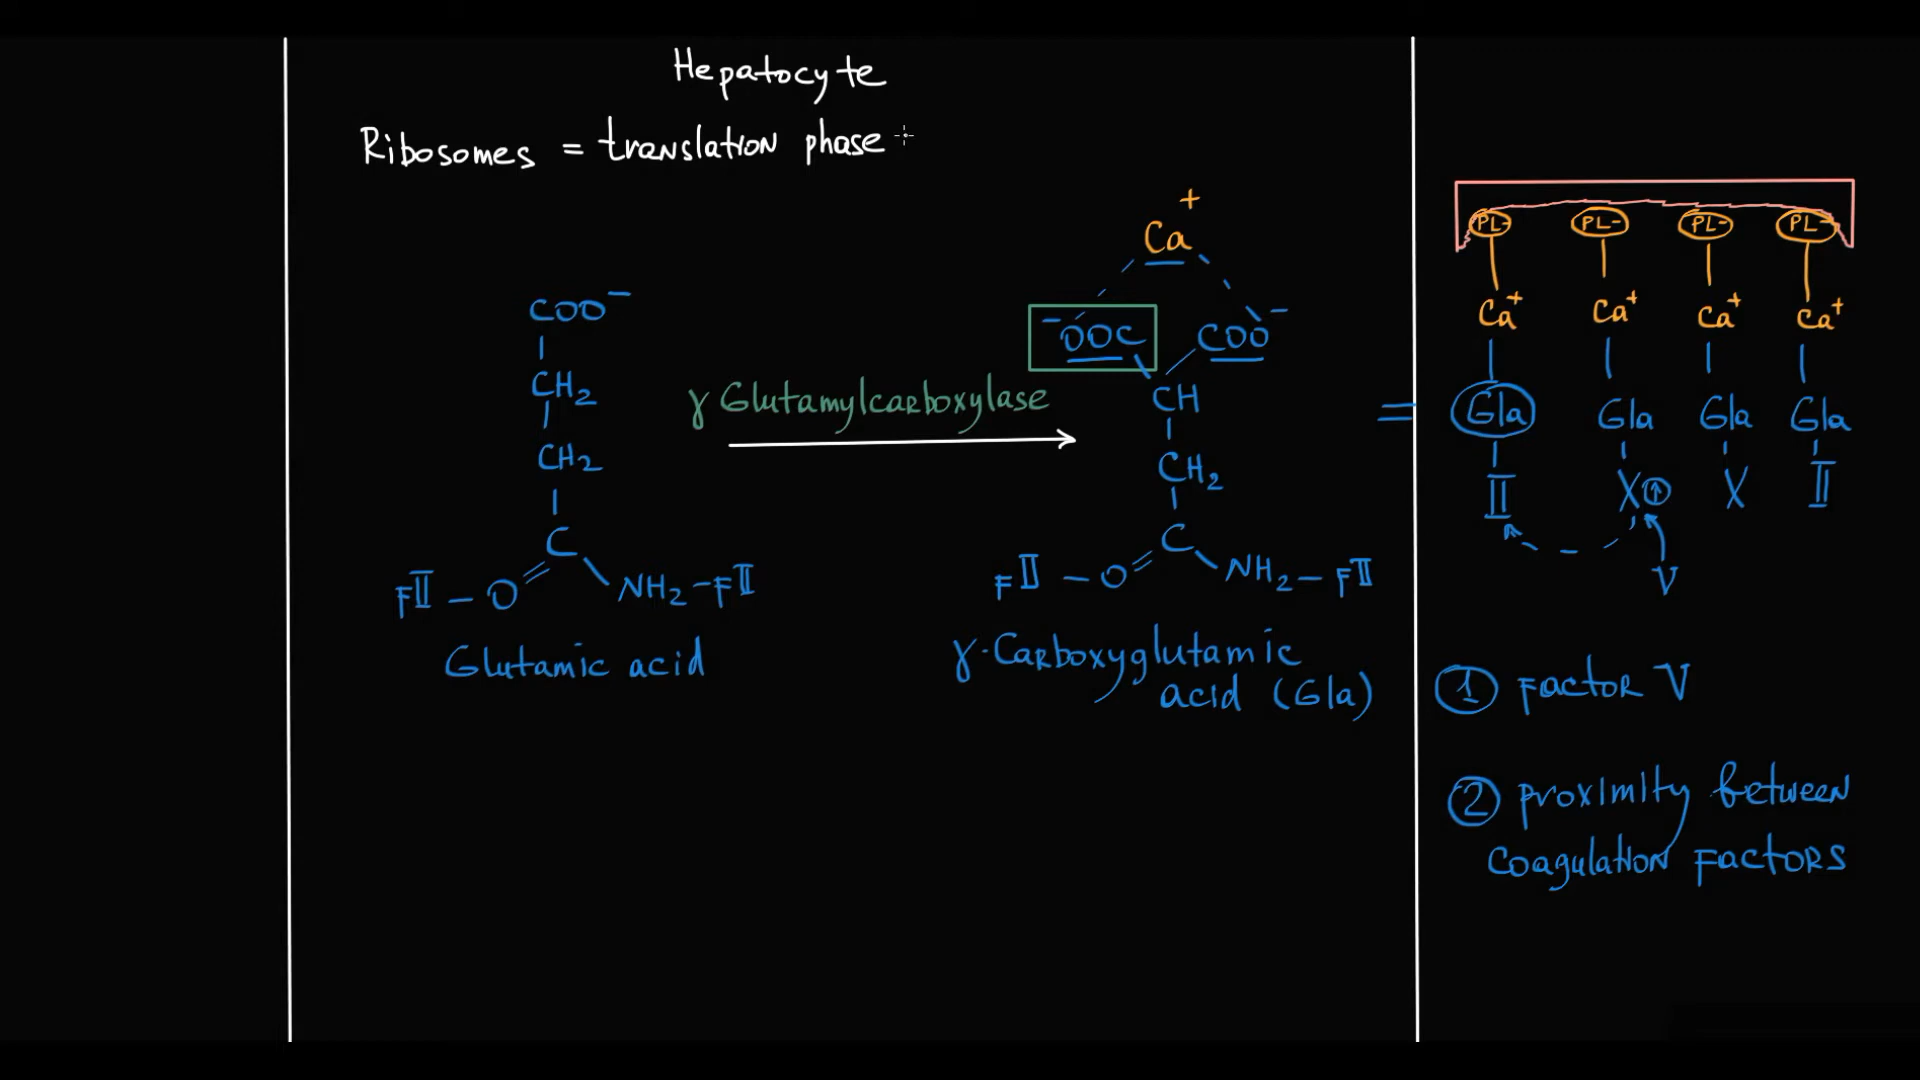 Hepatocyte
Ribosomes = translation phase
COO⁻
CH₂
CH₂
C
FII - O = NH₂ - FII
Glutamic acid
γ Glutamylcarboxylase
Ca⁺
⁻OOC COO⁻
CH
CH₂
C
FII - O = NH₂ - FII
γ-Carboxyglutamic
acid (Gla)
=
PL- PL- PL- PL-
Ca⁺ Ca⁺ Ca⁺ Ca⁺
Gla Gla Gla Gla
II X↑ X II
V
1 Factor V
2 proximity between
coagulation factors